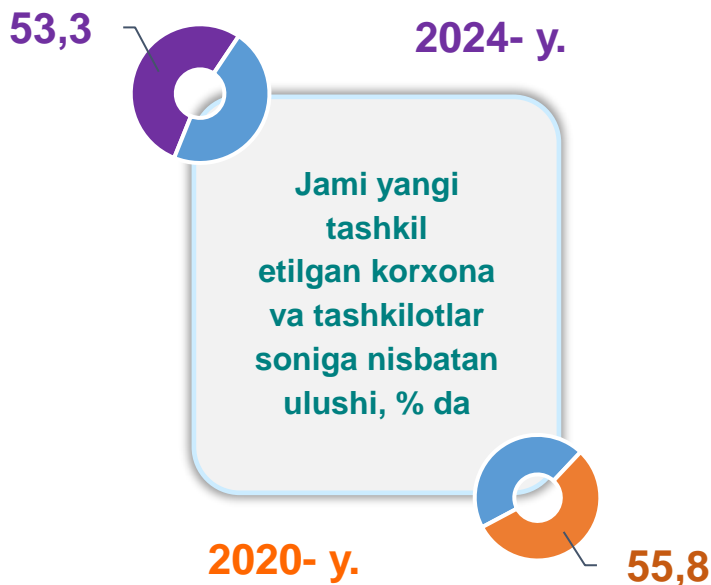 53,3
2024- y.
Jami yangi
tashkil
etilgan korxona
va tashkilotlar
soniga nisbatan
ulushi, % da
2020- y.
55,8